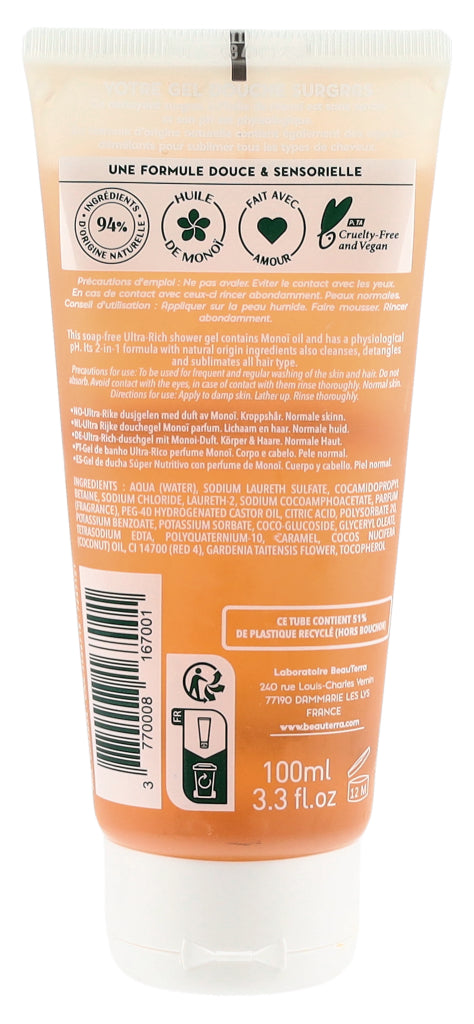 VOTRE GEL DOUCHE SURGRAS
UNE FORMULE DOUCE & SENSORIELLE
INGRÉDIENTS
94%
D'ORIGINE NATURELLE
HUILE
DE MONOÏ
FAIT AVEC
AMOUR
Cruelty-Free
and Vegan
Précautions d'emploi : Ne pas avaler. Eviter le contact avec les yeux.
En cas de contact avec ceux-ci rincer abondamment. Peaux normales.
Conseil d'utilisation : Appliquer sur la peau humide. Faire mousser. Rincer
abondamment.
This soap-free Ultra-Rich shower gel contains Monoï oil and has a physiological
pH. Its 2-in-1 formula with natural origin ingredients also cleanses, detangles
and sublimates all hair type.
Precautions for use: To be used for frequent and regular washing of the skin and hair. Do not
absorb. Avoid contact with the eyes, in case of contact with them rinse thoroughly. Normal skin.
Directions for use: Apply to damp skin. Lather up. Rinse thoroughly.
•NO-Ultra-Rike dusjgelen med duft av Monoï. Kroppshår. Normale skinn.
•NL-Ultra Rijke douchegel Monoï parfum. Lichaam en haar. Normale huid.
•DE-Ultra-Rich-duschgel mit Monoï-Duft. Körper & Haare. Normale Haut.
•PT-Gel de banho Ultra-Rico perfume Monoï. Corpo e cabelo. Pele normal.
•ES-Gel de ducha Súper Nutritivo con perfume de Monoï. Cuerpo y cabello. Piel normal.
INGREDIENTS : AQUA (WATER), SODIUM LAURETH SULFATE, COCAMIDOPROPYL
BETAINE, SODIUM CHLORIDE, LAURETH-2, SODIUM COCOAMPHOACETATE, PARFUM
(FRAGRANCE), PEG-40 HYDROGENATED CASTOR OIL, CITRIC ACID, POLYSORBATE 20,
POTASSIUM BENZOATE, POTASSIUM SORBATE, COCO-GLUCOSIDE, GLYCERYL OLEATE,
TETRASODIUM EDTA, POLYQUATERNIUM-10, CARAMEL, COCOS NUCIFERA
(COCONUT) OIL, CI 14700 (RED 4), GARDENIA TAITENSIS FLOWER, TOCOPHEROL
3 770008 167001
CE TUBE CONTIENT 51%
DE PLASTIQUE RECYCLÉ (HORS BOUCHON)
Laboratoire BeauTerra
240 rue Louis-Charles Vernin
77190 DAMMARIE LES LYS
FRANCE
www.beauterra.com
FR
100ml
3.3 fl.oz
12 M